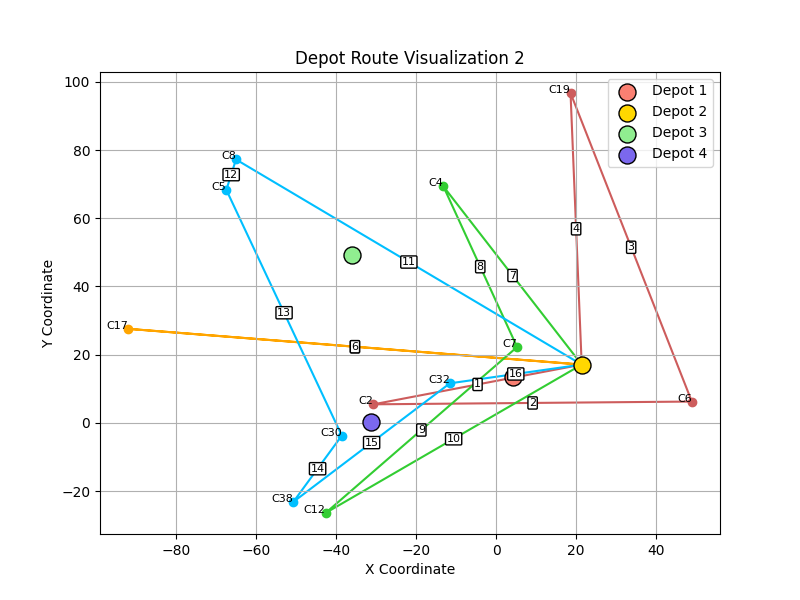 Depot Route Visualization 2
Depot 1
Depot 2
Depot 3
Depot 4
C19
C8
12
C5
C4
4
3
11
8
7
13
C17
6
C7
C32
16
1
C2
2
C6
C30
9
15
10
14
C38
C12
100
80
60
40
20
0
−20
−80
−60
−40
−20
0
20
40
X Coordinate
Y Coordinate